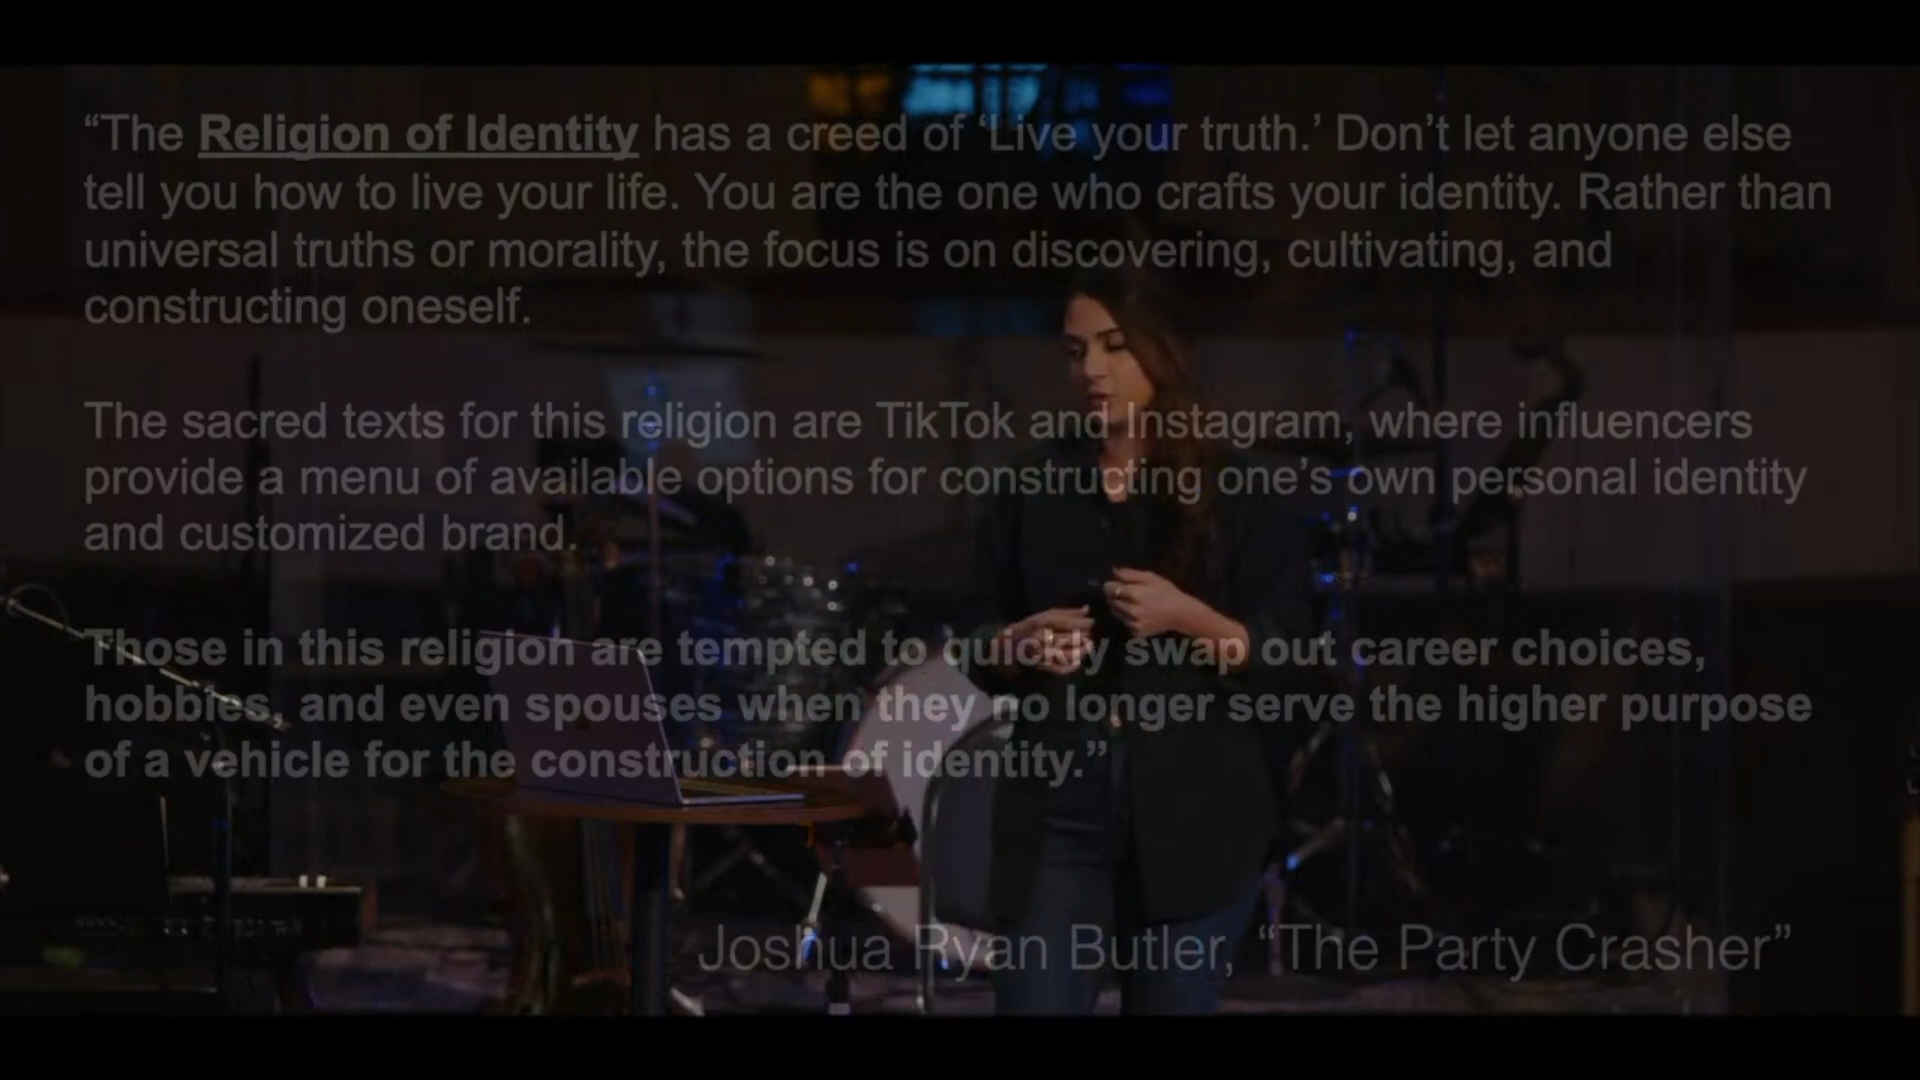 “The Religion of Identity has a creed of ‘Live your truth.’ Don’t let anyone else
tell you how to live your life. You are the one who crafts your identity. Rather than
universal truths or morality, the focus is on discovering, cultivating, and
constructing oneself.
The sacred texts for this religion are TikTok and Instagram, where influencers
provide a menu of available options for constructing one’s own personal identity
and customized brand.
Those in this religion are tempted to quickly swap out career choices,
hobbies, and even spouses when they no longer serve the higher purpose
of a vehicle for the construction of identity.”
Joshua Ryan Butler, “The Party Crasher”